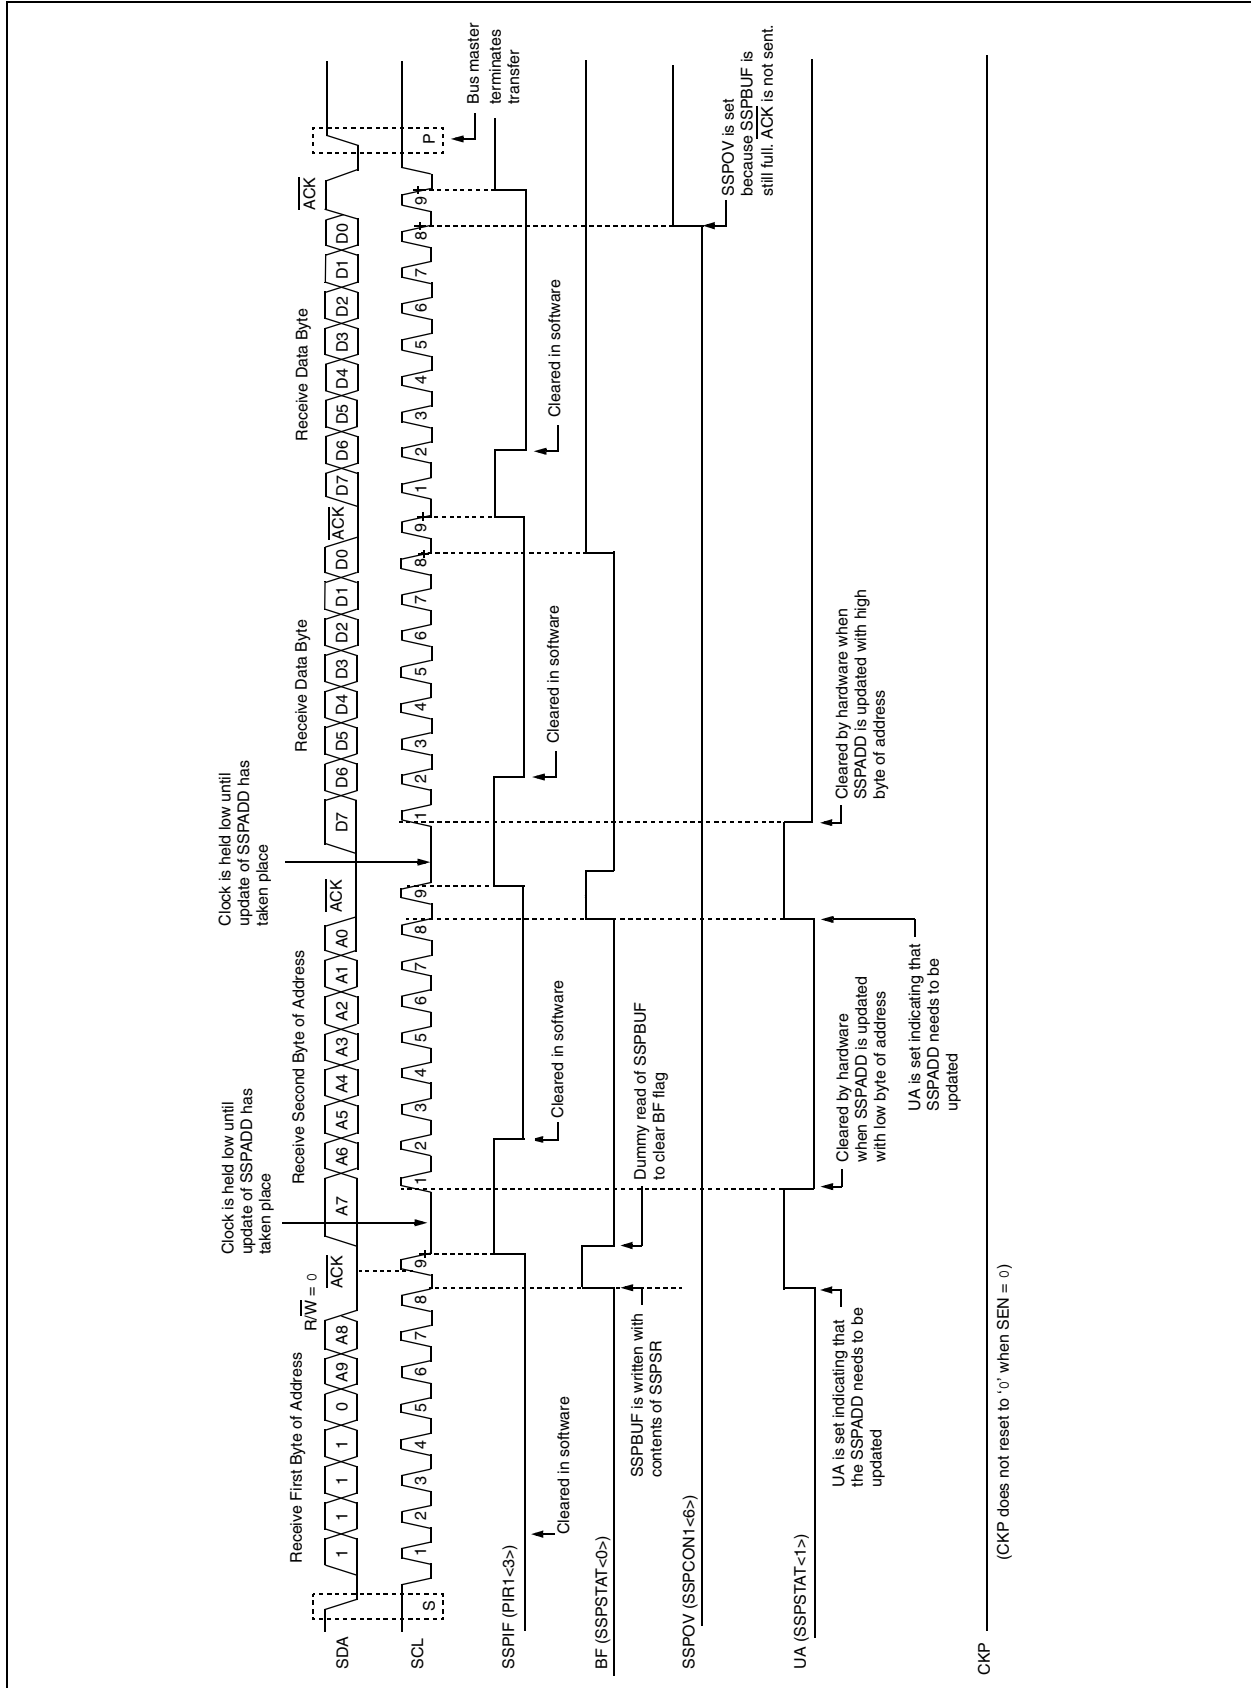 Receive First Byte of Address
R/W = 0
ACK
Clock is held low until
update of SSPADD has
taken place
Receive Second Byte of Address
ACK
Clock is held low until
update of SSPADD has
taken place
Receive Data Byte
ACK
Receive Data Byte
ACK
SDA
1 1 1 1 0 A9 A8 A7 A6 A5 A4 A3 A2 A1 A0 D7 D6 D5 D4 D3 D2 D1 D0 D7 D6 D5 D4 D3 D2 D1 D0
SCL
S 1 2 3 4 5 6 7 8 9 1 2 3 4 5 6 7 8 9 1 2 3 4 5 6 7 8 9 1 2 3 4 5 6 7 8 9 P
Bus master
terminates
transfer
SSPIF (PIR1<3>)
Cleared in software
Cleared in software
Cleared in software
Cleared in software
BF (SSPSTAT<0>)
SSPBUF is written with
contents of SSPSR
Dummy read of SSPBUF
to clear BF flag
SSPOV (SSPCON1<6>)
SSPOV is set
because SSPBUF is
still full. ACK is not sent.
UA (SSPSTAT<1>)
UA is set indicating that
the SSPADD needs to be
updated
Cleared by hardware
when SSPADD is updated
with low byte of address
UA is set indicating that
SSPADD needs to be
updated
Cleared by hardware when
SSPADD is updated with high
byte of address
CKP
(CKP does not reset to ‘0’ when SEN = 0)